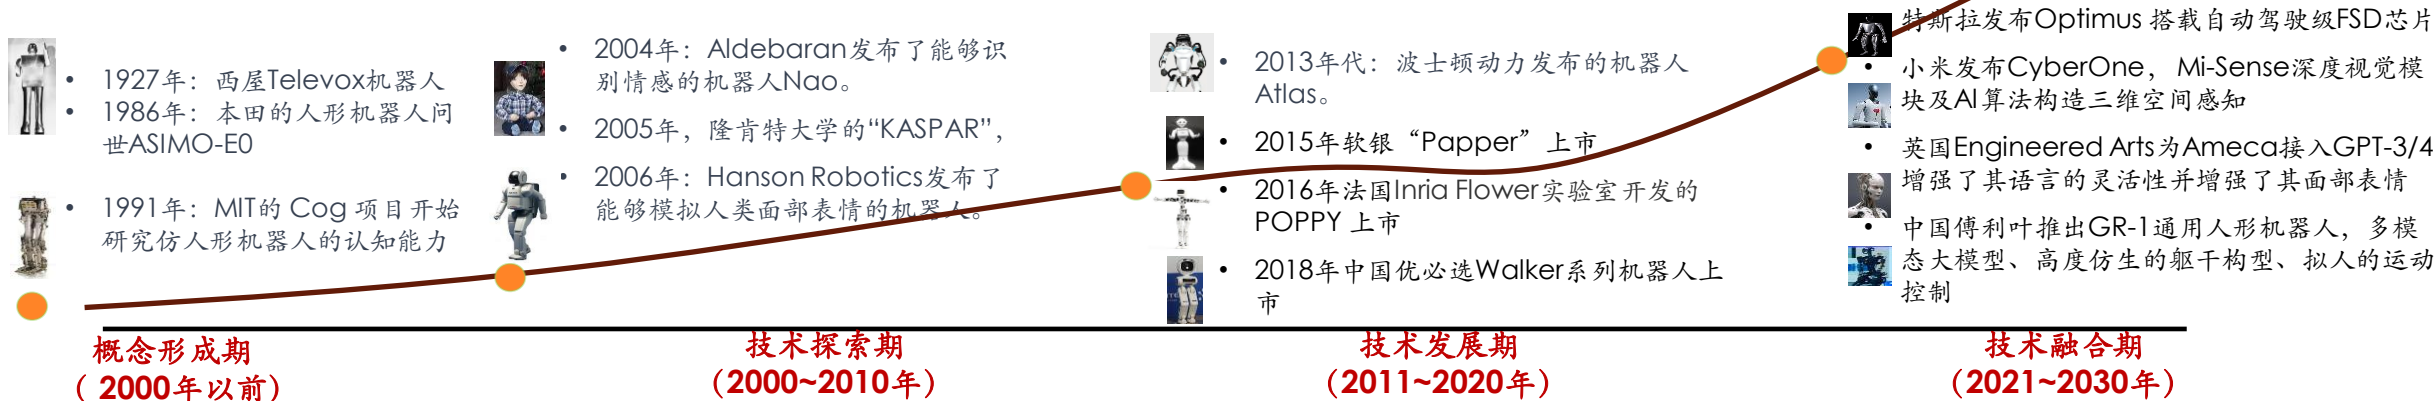 • 1927年：西屋Televox机器人
• 1986年：本田的人形机器人问
世ASIMO-E0
• 1991年：MIT的 Cog 项目开始
研究仿人形机器人的认知能力
概念形成期
（ 2000年以前）
• 2004年：Aldebaran发布了能够识
别情感的机器人Nao。
• 2005年，隆肯特大学的“KASPAR”，
• 2006年：Hanson Robotics发布了
能够模拟人类面部表情的机器人。
技术探索期
（2000~2010年）
• 2013年代：波士顿动力发布的机器人
Atlas。
• 2015年软银“Papper”上市
• 2016年法国Inria Flower实验室开发的
POPPY 上市
• 2018年中国优必选Walker系列机器人上
市
技术发展期
（2011~2020年）
特斯拉发布Optimus 搭载自动驾驶级FSD芯片
• 小米发布CyberOne，Mi-Sense深度视觉模
块及AI算法构造三维空间感知
• 英国Engineered Arts为Ameca接入GPT-3/4
增强了其语言的灵活性并增强了其面部表情
• 中国傅利叶推出GR-1通用人形机器人，多模
态大模型、高度仿生的躯干构型、拟人的运动
控制
技术融合期
（2021~2030年）